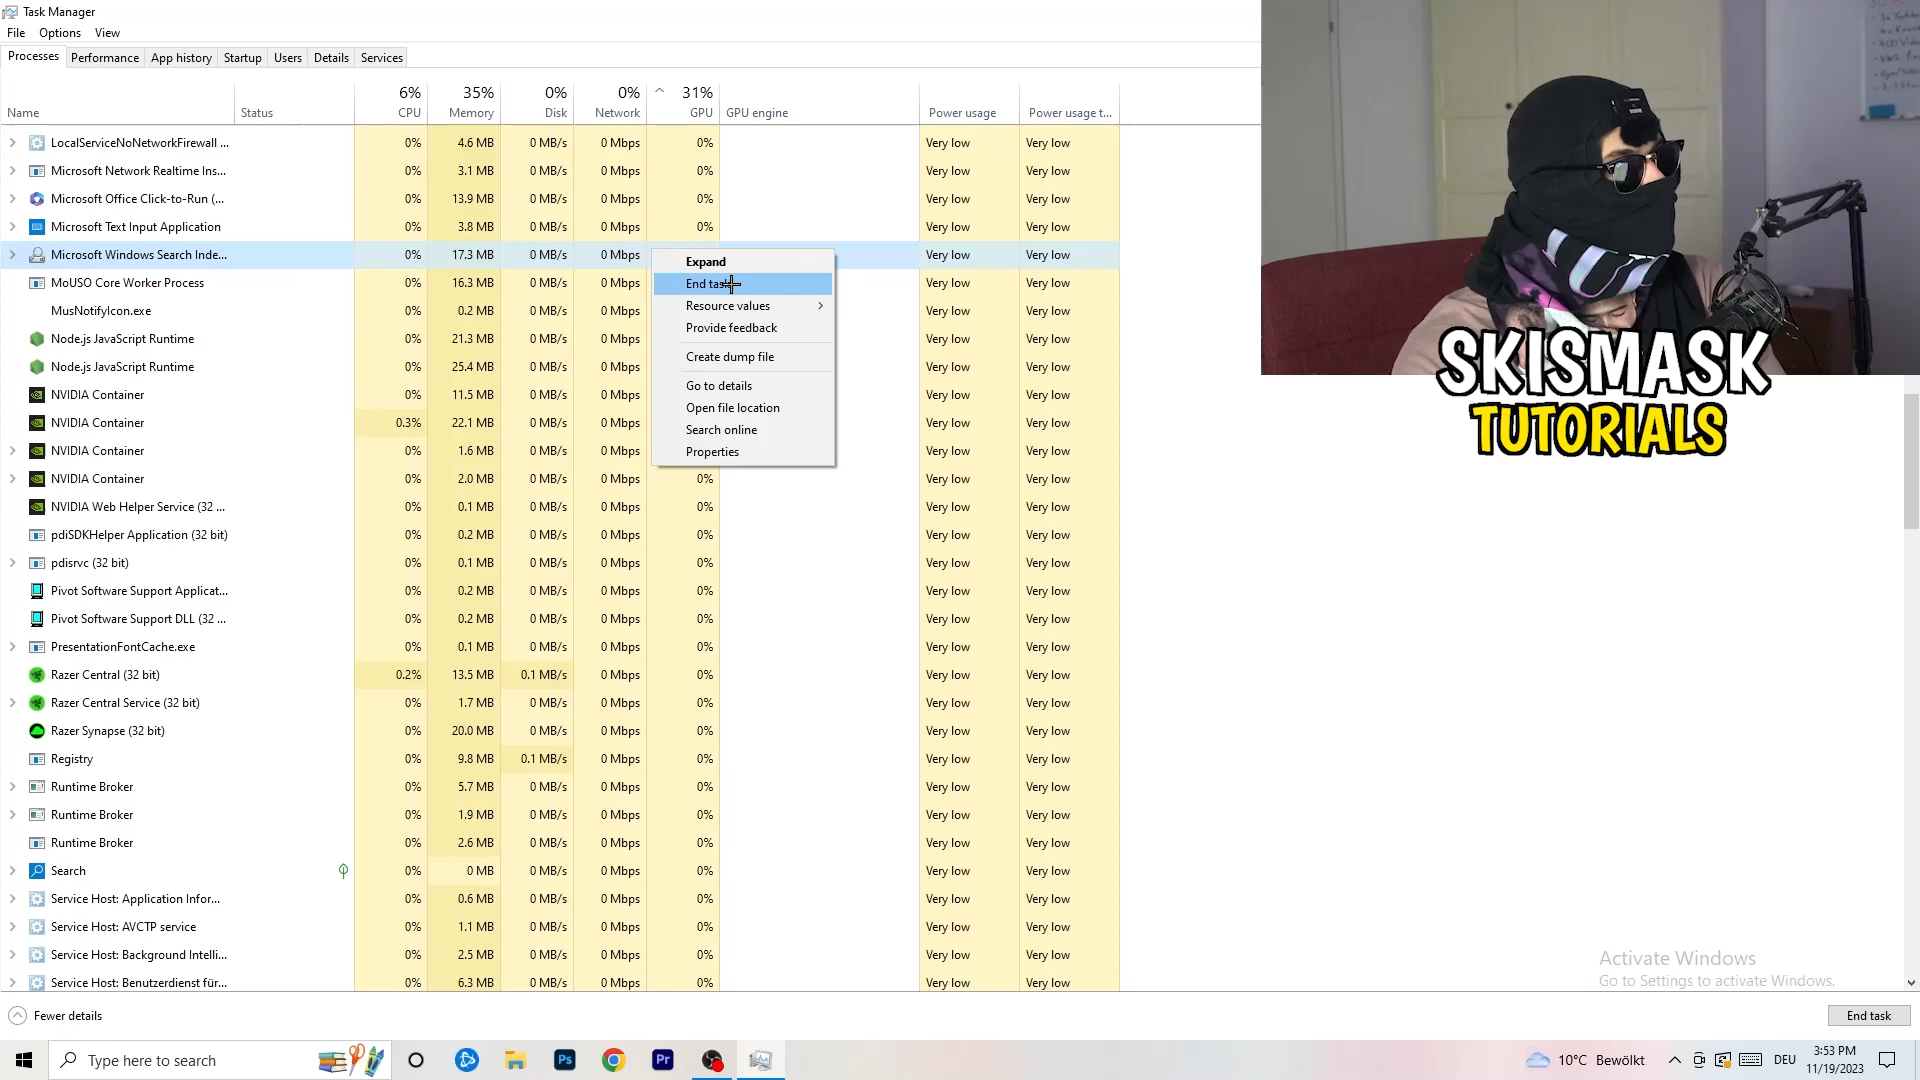 Task Manager
File Options View
Processes Performance App history Startup Users Details Services
6% 35% 0% 0% 31%
Name Status CPU Memory Disk Network GPU GPU engine Power usage Power usage t...
LocalServiceNoNetworkFirewall ... 0% 4.6 MB 0 MB/s 0 Mbps 0% Very low Very low
Microsoft Network Realtime Ins... 0% 3.1 MB 0 MB/s 0 Mbps 0% Very low Very low
Microsoft Office Click-to-Run (... 0% 13.9 MB 0 MB/s 0 Mbps 0% Very low Very low
Microsoft Text Input Application 0% 3.8 MB 0 MB/s 0 Mbps 0% Very low Very low
Microsoft Windows Search Inde... 0% 17.3 MB 0 MB/s 0 Mbps Very low Very low
MoUSO Core Worker Process 0% 16.3 MB 0 MB/s 0 Mbps Very low Very low
MusNotifyIcon.exe 0% 0.2 MB 0 MB/s 0 Mbps Very low Very low
Node.js JavaScript Runtime 0% 21.3 MB 0 MB/s 0 Mbps Very low Very low
Node.js JavaScript Runtime 0% 25.4 MB 0 MB/s 0 Mbps Very low Very low
NVIDIA Container 0% 11.5 MB 0 MB/s 0 Mbps Very low Very low
NVIDIA Container 0.3% 22.1 MB 0 MB/s 0 Mbps Very low Very low
NVIDIA Container 0% 1.6 MB 0 MB/s 0 Mbps Very low Very low
NVIDIA Container 0% 2.0 MB 0 MB/s 0 Mbps 0% Very low Very low
NVIDIA Web Helper Service (32 ... 0% 0.1 MB 0 MB/s 0 Mbps 0% Very low Very low
pdiSDKHelper Application (32 bit) 0% 0.2 MB 0 MB/s 0 Mbps 0% Very low Very low
pdisrvc (32 bit) 0% 0.1 MB 0 MB/s 0 Mbps 0% Very low Very low
Pivot Software Support Applicat... 0% 0.2 MB 0 MB/s 0 Mbps 0% Very low Very low
Pivot Software Support DLL (32 ... 0% 0.2 MB 0 MB/s 0 Mbps 0% Very low Very low
PresentationFontCache.exe 0% 0.1 MB 0 MB/s 0 Mbps 0% Very low Very low
Razer Central (32 bit) 0.2% 13.5 MB 0.1 MB/s 0 Mbps 0% Very low Very low
Razer Central Service (32 bit) 0% 1.7 MB 0 MB/s 0 Mbps 0% Very low Very low
Razer Synapse (32 bit) 0% 20.0 MB 0 MB/s 0 Mbps 0% Very low Very low
Registry 0% 9.8 MB 0.1 MB/s 0 Mbps 0% Very low Very low
Runtime Broker 0% 5.7 MB 0 MB/s 0 Mbps 0% Very low Very low
Runtime Broker 0% 1.9 MB 0 MB/s 0 Mbps 0% Very low Very low
Runtime Broker 0% 2.6 MB 0 MB/s 0 Mbps 0% Very low Very low
Search 0% 0 MB 0 MB/s 0 Mbps 0% Very low Very low
Service Host: Application Infor... 0% 0.6 MB 0 MB/s 0 Mbps 0% Very low Very low
Service Host: AVCTP service 0% 1.1 MB 0 MB/s 0 Mbps 0% Very low Very low
Service Host: Background Intelli... 0% 2.5 MB 0 MB/s 0 Mbps 0% Very low Very low
Service Host: Benutzerdienst für... 0% 6.3 MB 0 MB/s 0 Mbps 0% Very low Very low
Expand
End task
Resource values
Provide feedback
Create dump file
Go to details
Open file location
Search online
Properties
SKISMASK
TUTORIALS
Activate Windows
Go to Settings to activate Windows.
Fewer details
End task
Type here to search
Ps
Pr
10°C Bewölkt
DEU
3:53 PM
11/19/2023